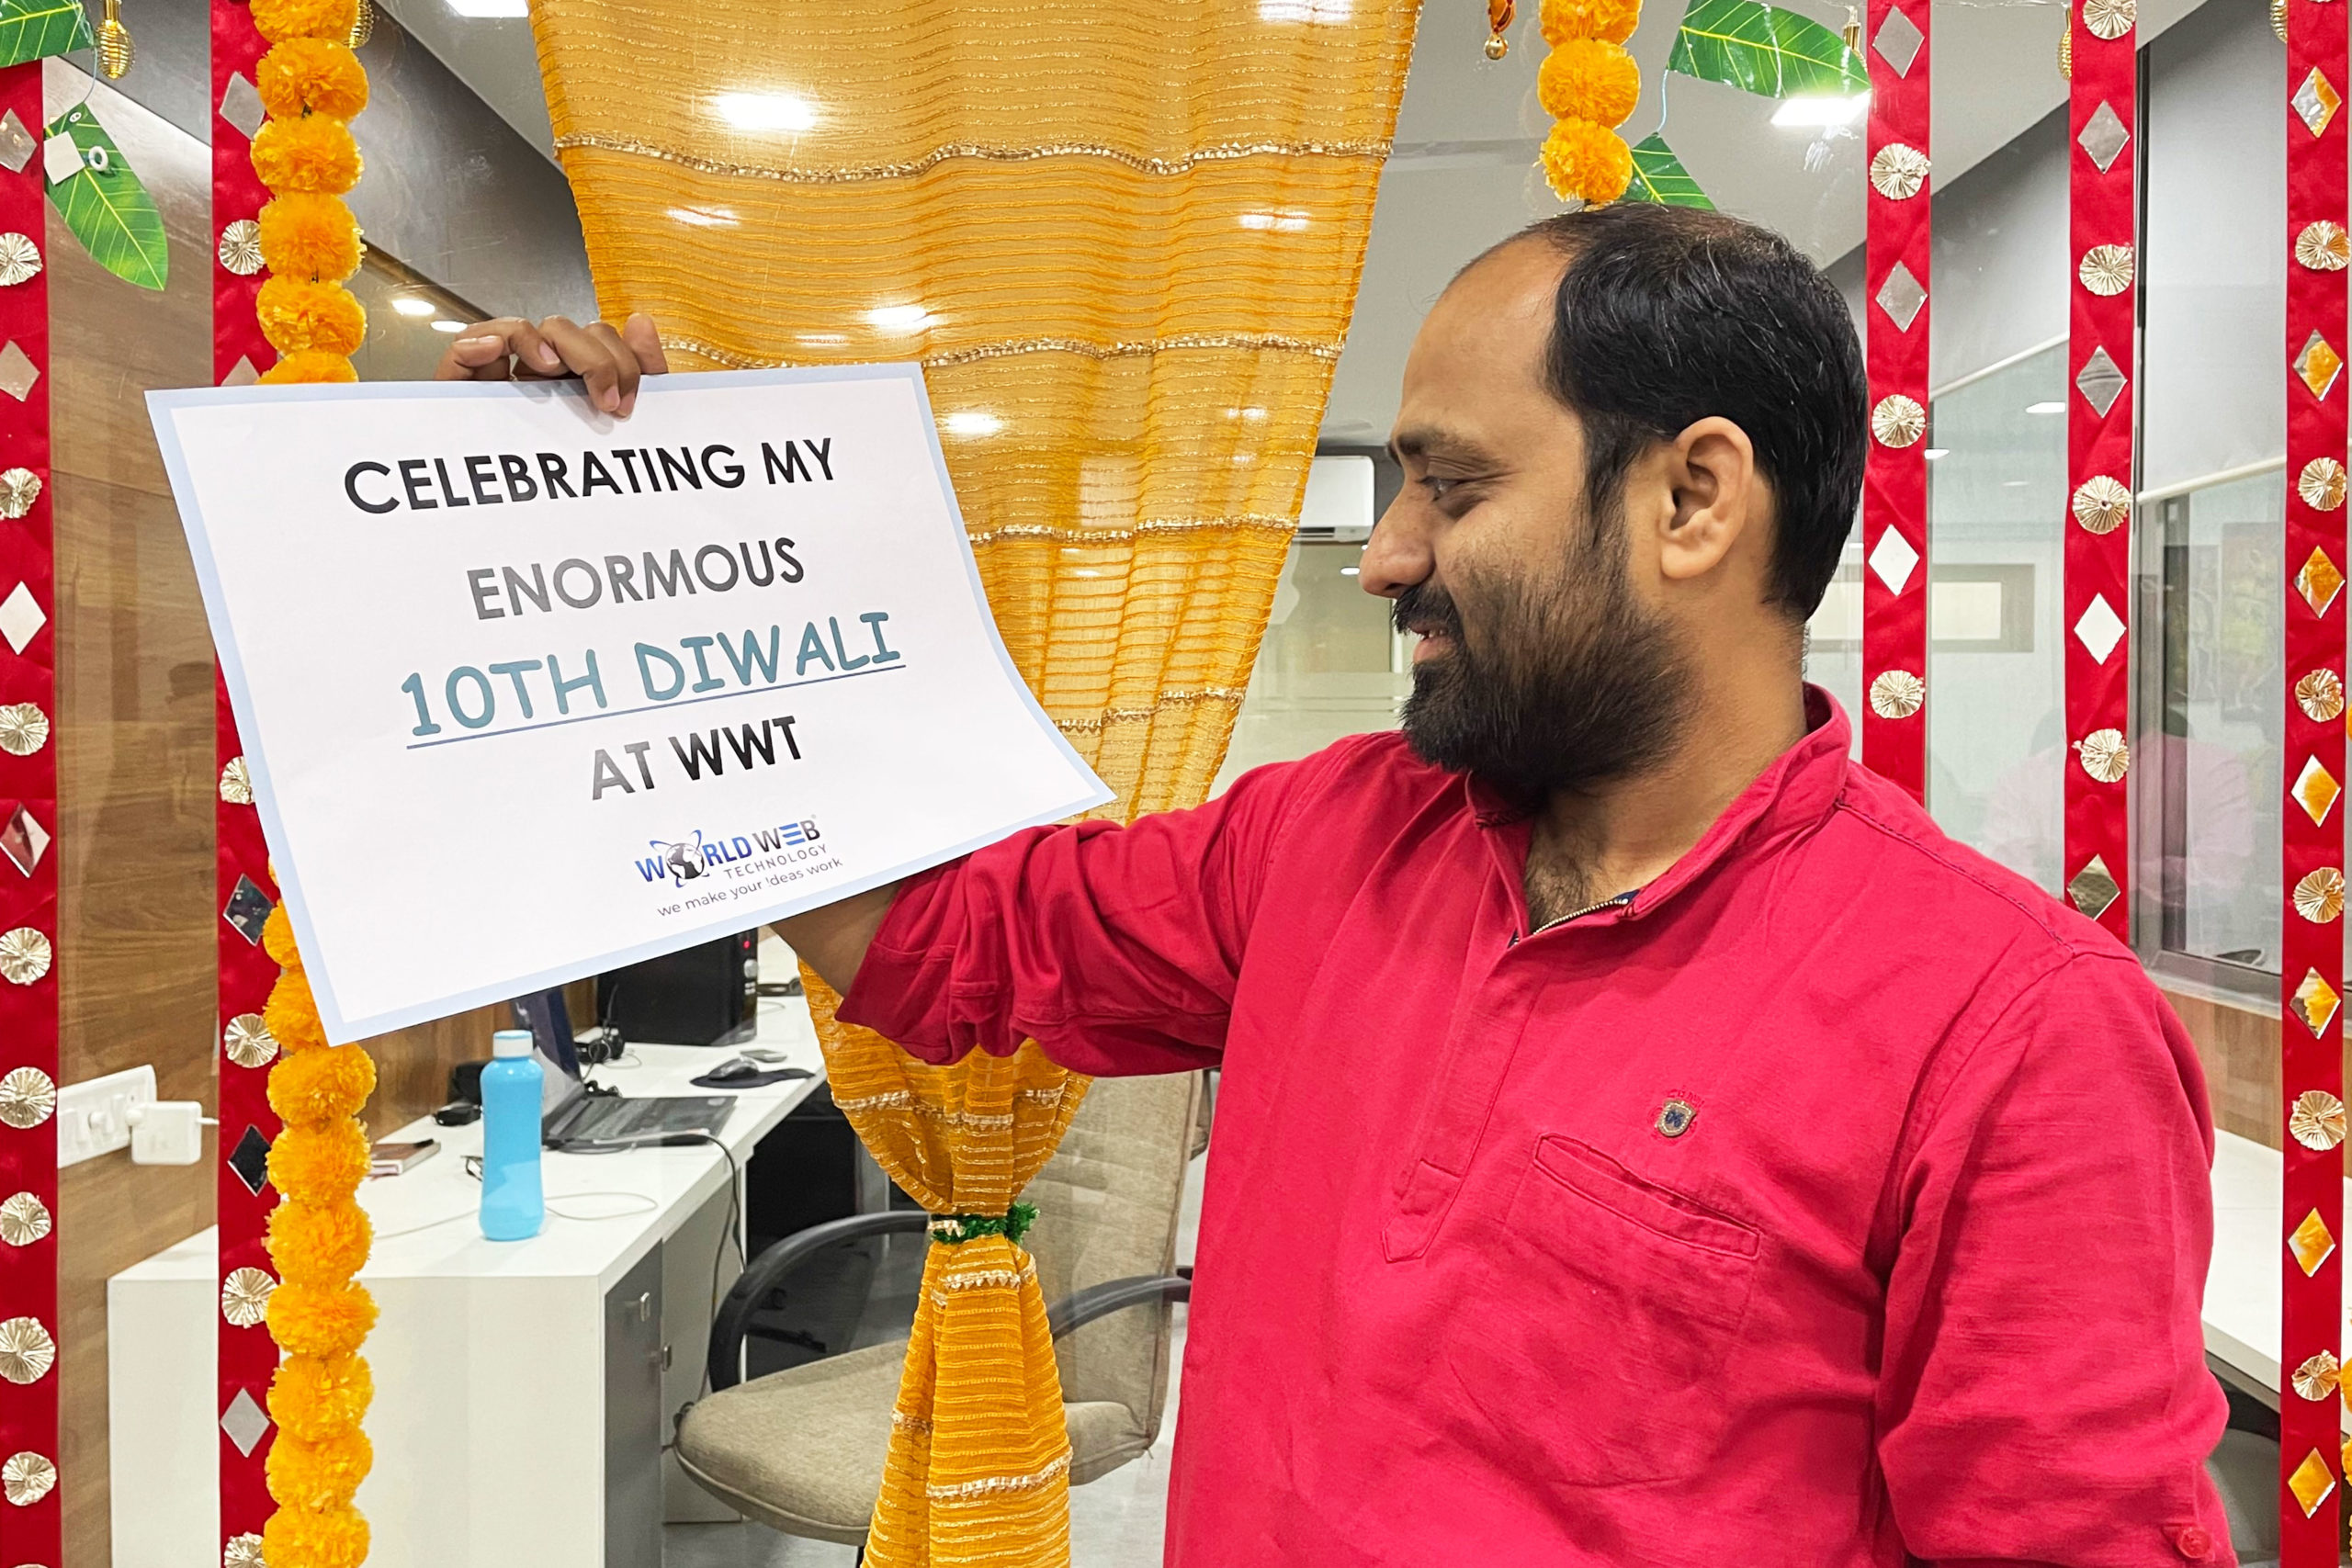 CELEBRATING MY
ENORMOUS
10TH DIWALI
AT WWT
WORLD WEB®
TECHNOLOGY
we make your ideas work